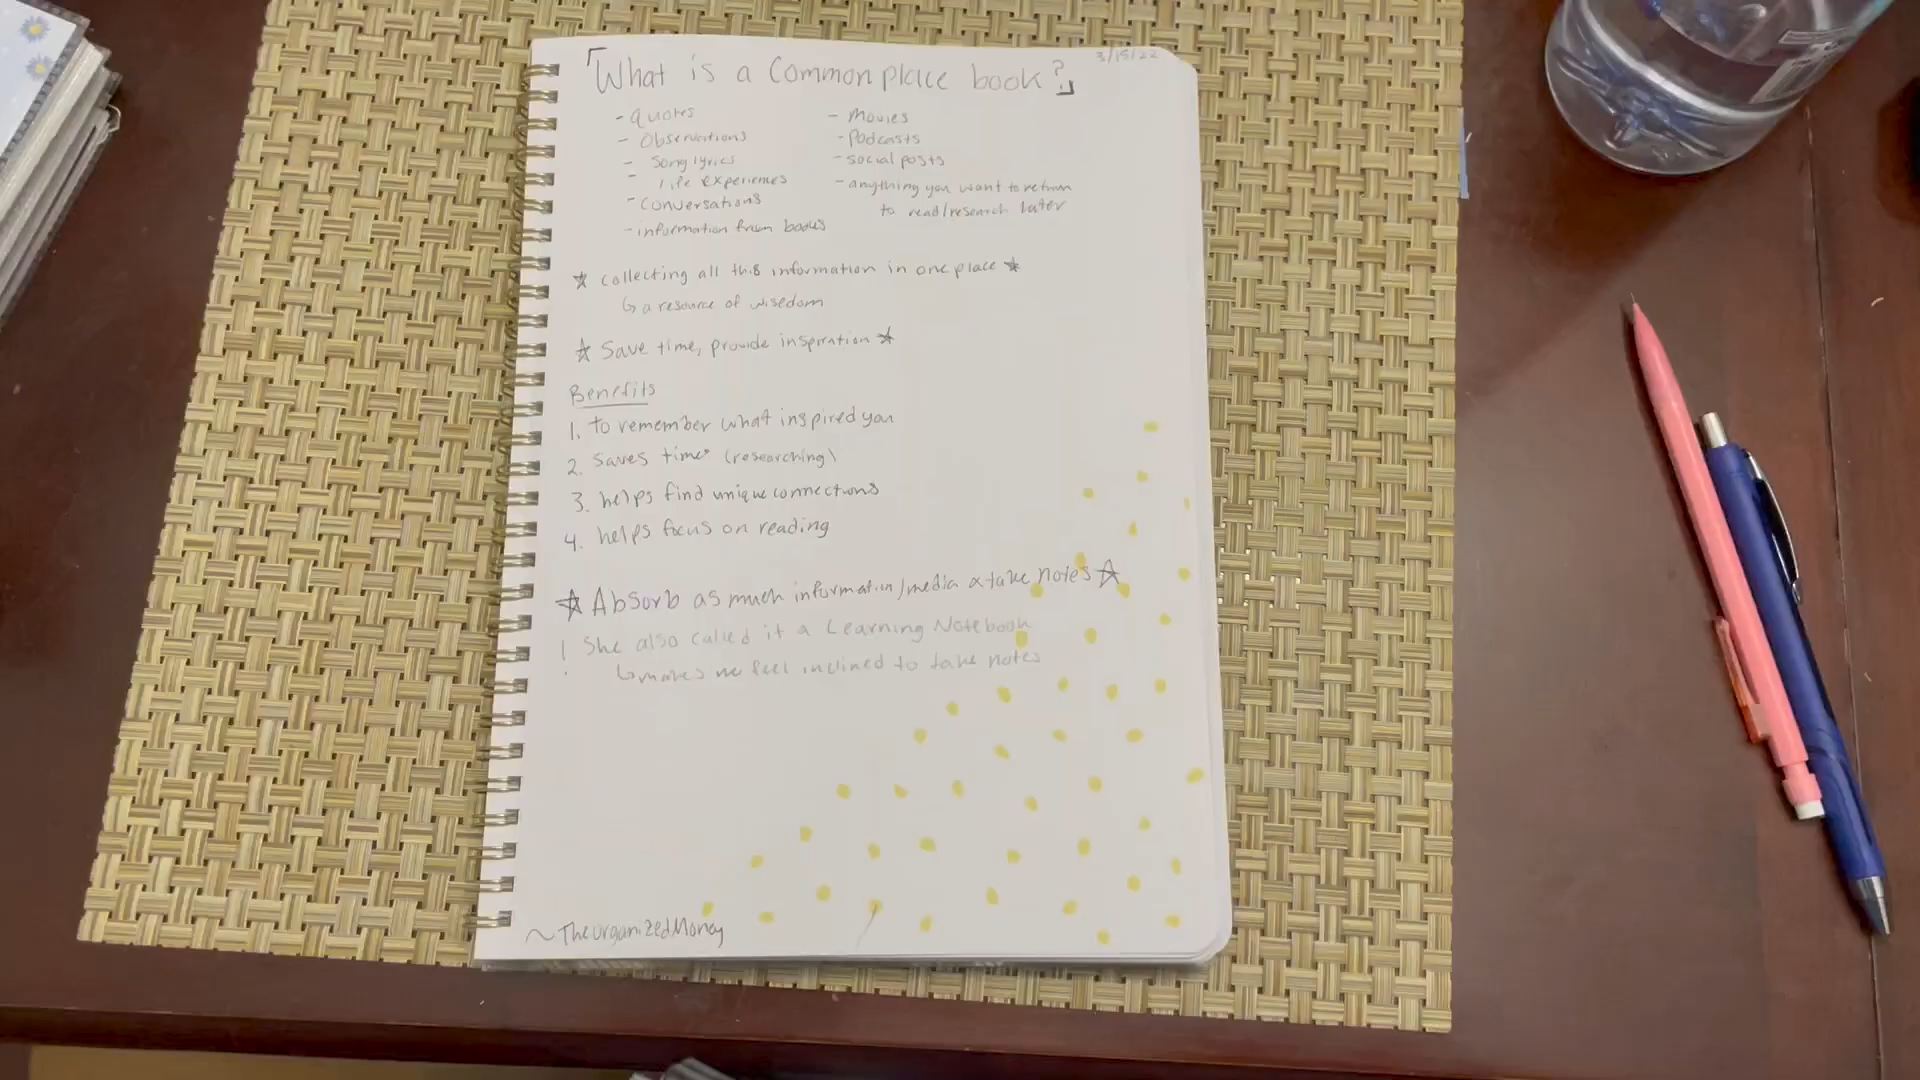 3/15/22
「What is a Commonplace book?」
- quotes
- Observations
- Song lyrics
- life experiences
- Conversations
- information from books
- Movies
- Podcasts
- social posts
- anything you want to return
to read/research later
☆ Collecting all this information in one place ☆
↳ a resource of wisedom
☆ Save time, provide inspiration ☆
Benefits
1. to remember what inspired you
2. saves time (researching)
3. helps find unique connections
4. helps focus on reading
☆ Absorb as much information/media & take notes ☆
! She also called it a Learning Notebook
↳ makes me feel inclined to take notes
~ TheOrganizedMoney